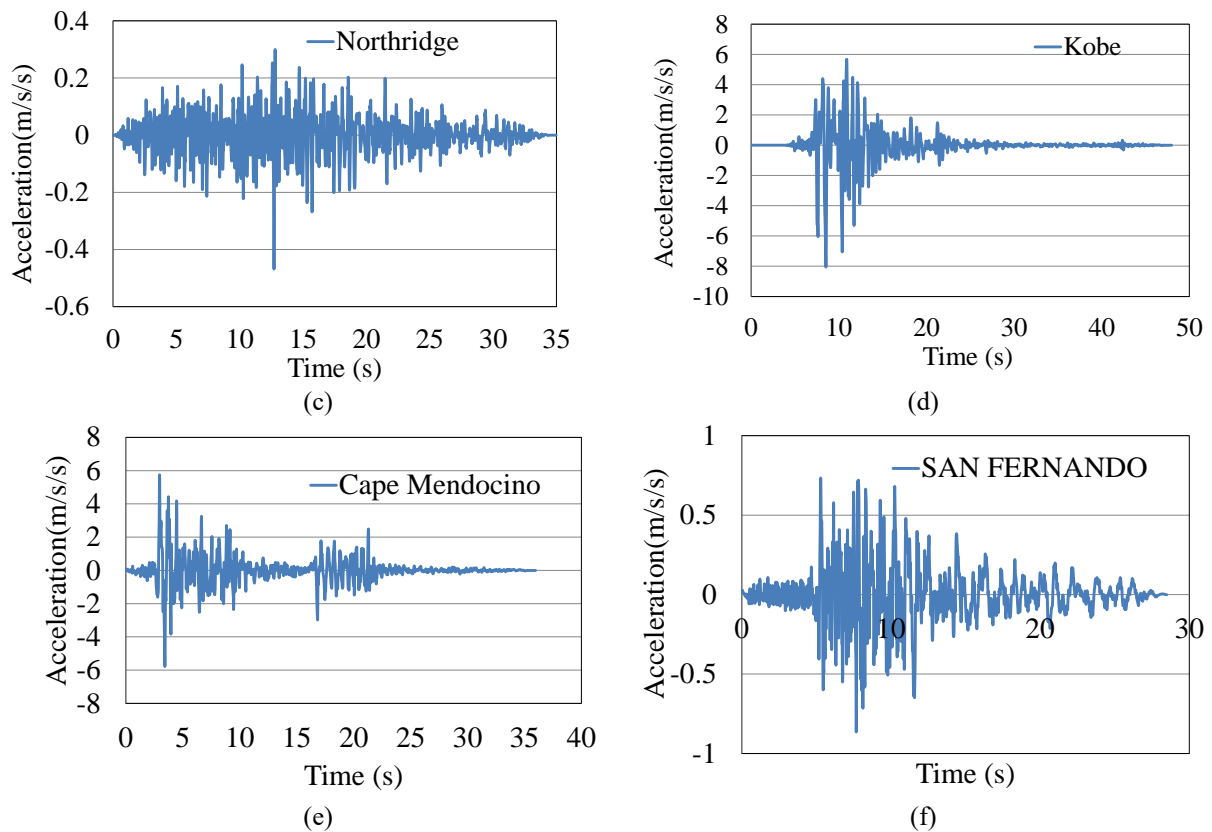 0.4
0.2
0
-0.2
-0.4
-0.6
Acceleration(m/s/s)
Northridge
0 5 10 15 20 25 30 35
Time (s)
(c)
8
6
4
2
0
-2
-4
-6
-8
-10
Acceleration(m/s/s)
Kobe
0 10 20 30 40 50
Time (s)
(d)
8
6
4
2
0
-2
-4
-6
-8
Acceleration(m/s/s)
Cape Mendocino
0 5 10 15 20 25 30 35 40
Time (s)
(e)
1
0.5
0
-0.5
-1
Acceleration(m/s/s)
SAN FERNANDO
0 10 20 30
Time (s)
(f)